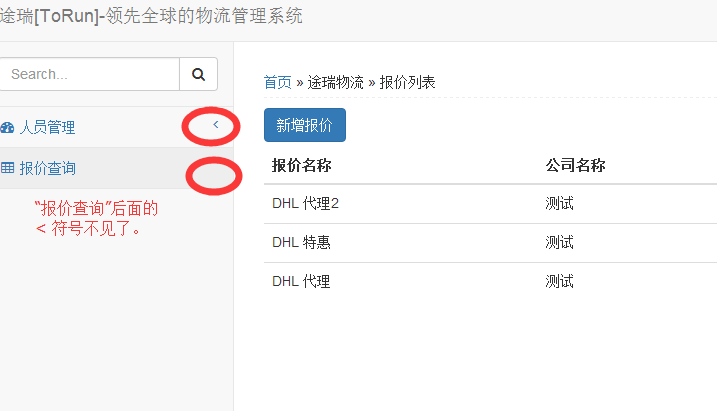 途瑞[ToRun]-领先全球的物流管理系统
Search...
首页 » 途瑞物流 » 报价列表
人员管理 <
新增报价
报价查询
报价名称 公司名称
“报价查询”后面的
< 符号不见了。
DHL 代理2 测试
DHL 特惠 测试
DHL 代理 测试